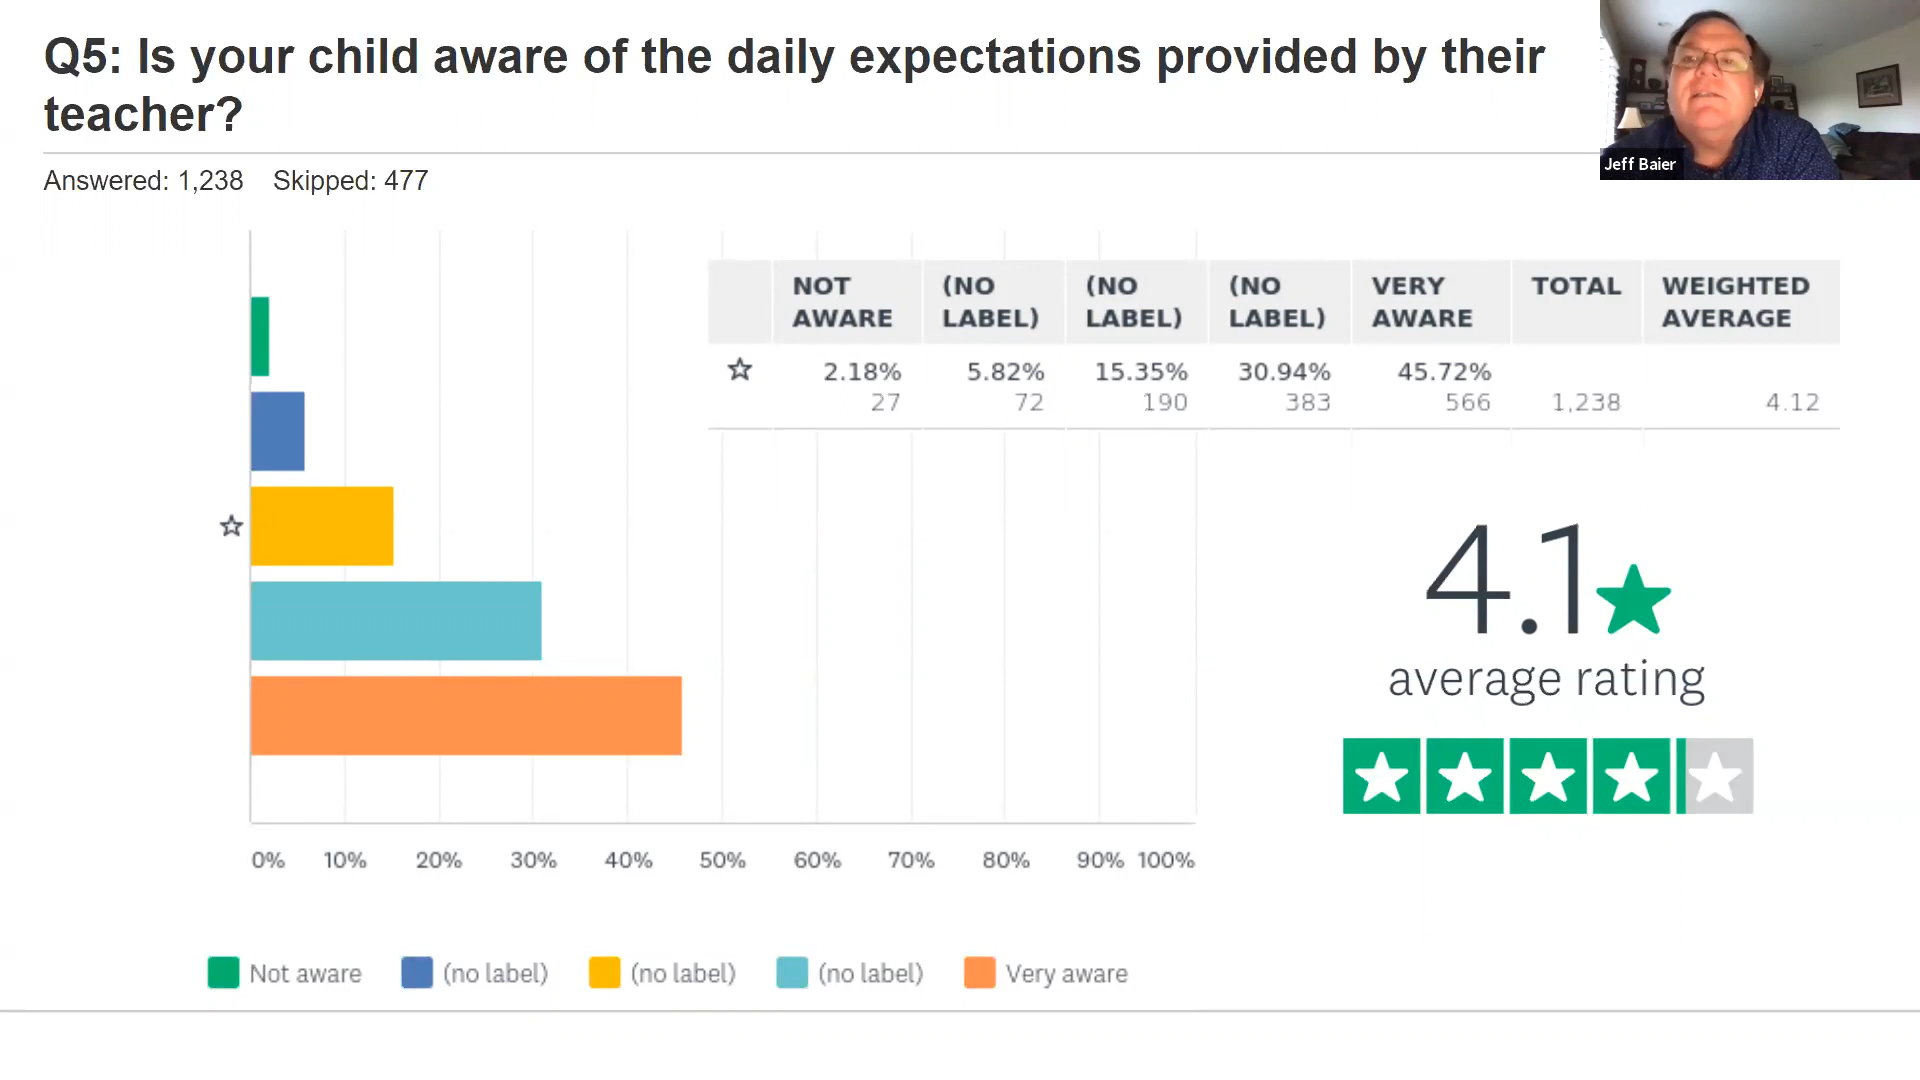 Q5: Is your child aware of the daily expectations provided by their
teacher?
Jeff Baier
Answered: 1,238 Skipped: 477
NOT AWARE (NO LABEL) (NO LABEL) (NO LABEL) VERY AWARE TOTAL WEIGHTED AVERAGE
2.18% 5.82% 15.35% 30.94% 45.72%
27 72 190 383 566 1,238 4.12
4.1
average rating
0% 10% 20% 30% 40% 50% 60% 70% 80% 90% 100%
Not aware (no label) (no label) (no label) Very aware